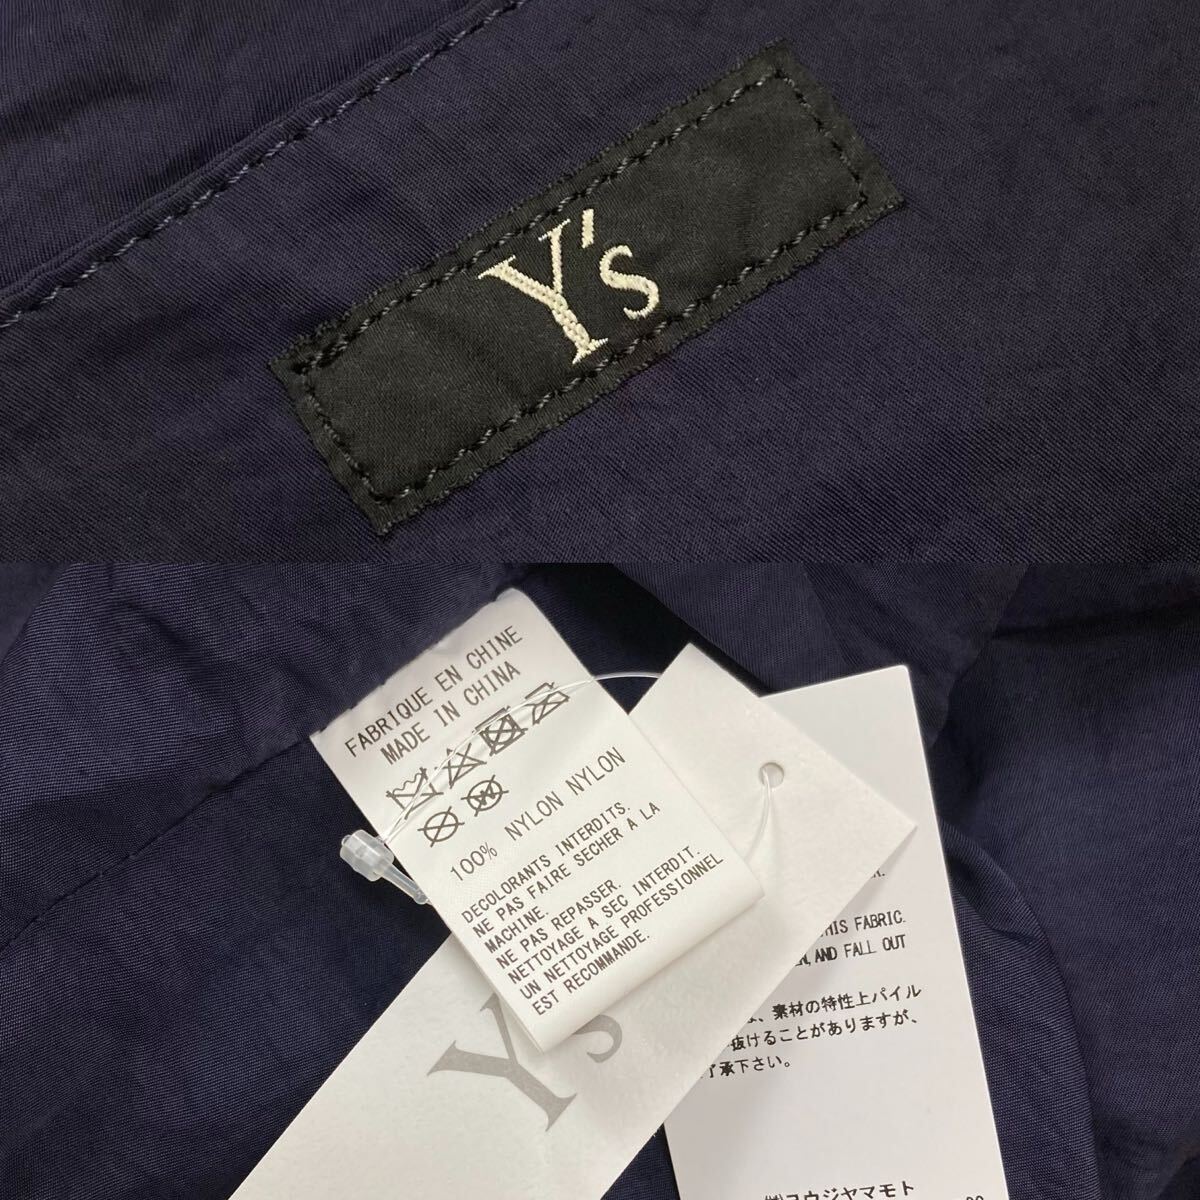 Y's
FABRIQUE EN CHINE
MADE IN CHINA
100% NYLON NYLON
DECOLORANTS INTERDITS.
NE PAS FAIRE SECHER A LA
MACHINE.
NE PAS REPASSER.
NETTOYAGE A SEC INTERDIT.
UN NETTOYAGE PROFESSIONNEL
EST RECOMMANDE.
Y's
THIS FABRIC.
AND FALL OUT
素材の特性上パイル
抜けることがありますが、
了承下さい。
ヨウジヤマモト